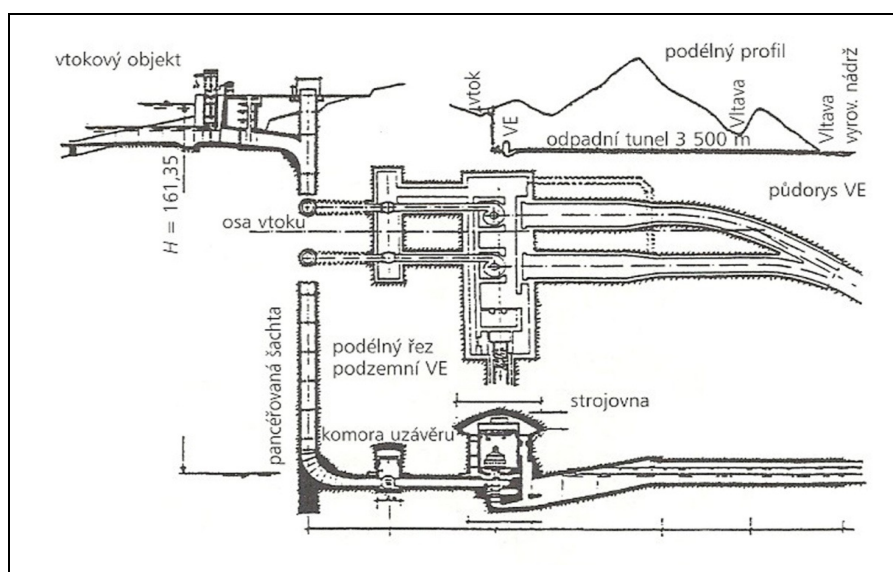 vtokový objekt
podélný profil
vtok
VE
Vltava
Vltava
vyrov. nádrž
odpadní tunel 3 500 m
H = 161,35
osa vtoku
půdorys VE
pancéřovaná šachta
podélný řez
podzemní VE
strojovna
komora uzávěru